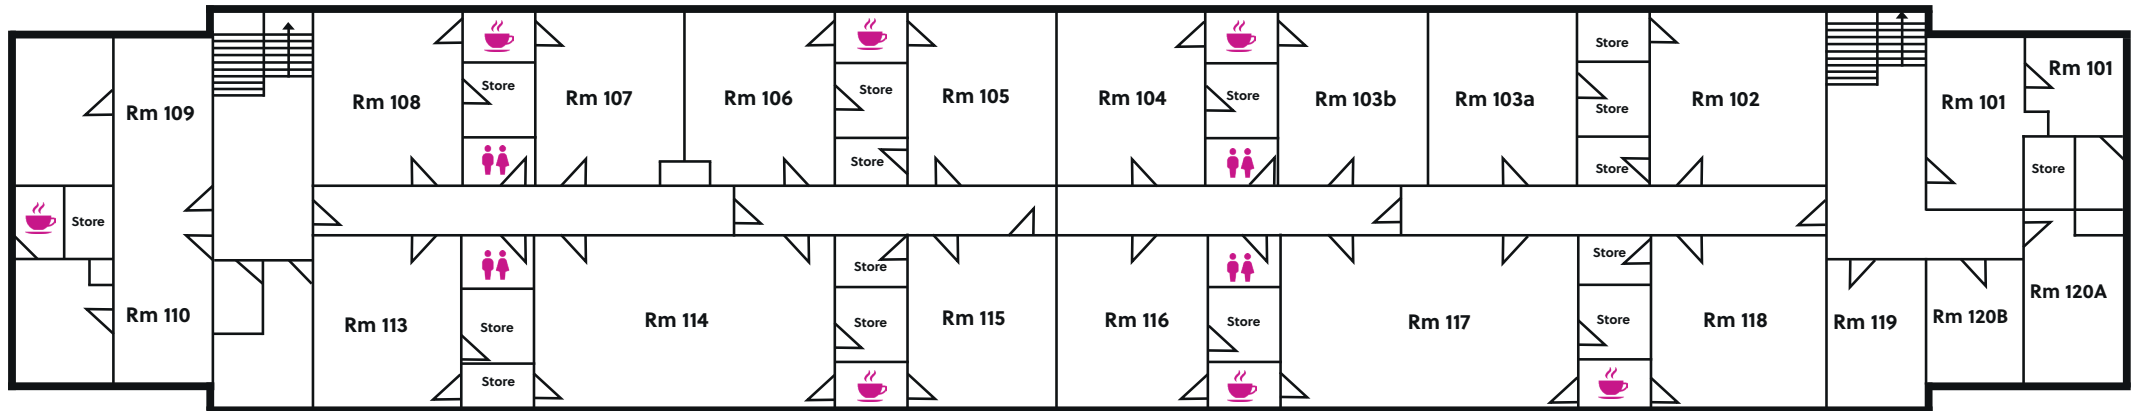 Rm 109
Rm 108
Store
Rm 107
Rm 106
Store
Store
Rm 105
Rm 104
Store
Rm 103b
Rm 103a
Store
Store
Store
Rm 102
Rm 101
Rm 101
Store
Store
Rm 110
Rm 113
Store
Store
Rm 114
Store
Store
Rm 115
Rm 116
Store
Rm 117
Store
Store
Rm 118
Rm 119
Rm 120B
Rm 120A